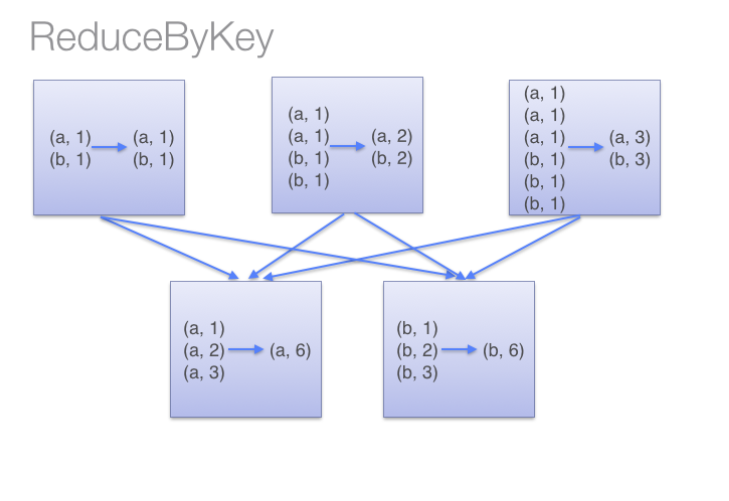 ReduceByKey
(a, 1) (a, 1)
(b, 1) (b, 1)
(a, 1)
(a, 1) (a, 2)
(b, 1) (b, 2)
(b, 1)
(a, 1)
(a, 1)
(a, 1) (a, 3)
(b, 1) (b, 3)
(b, 1)
(b, 1)
(a, 1)
(a, 2) (a, 6)
(a, 3)
(b, 1)
(b, 2) (b, 6)
(b, 3)